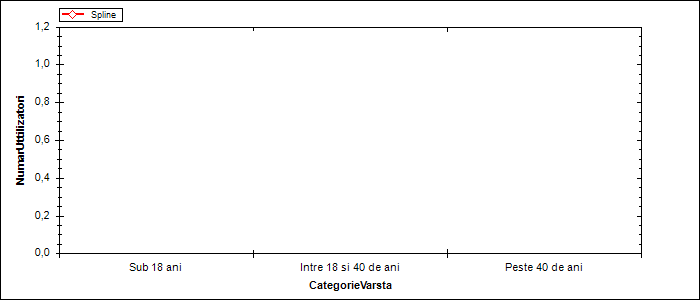 Spline
1,2
1,0
0,8
0,6
0,4
0,2
0,0
NumarUttilizatori
Sub 18 ani
Intre 18 si 40 de ani
Peste 40 de ani
CategorieVarsta